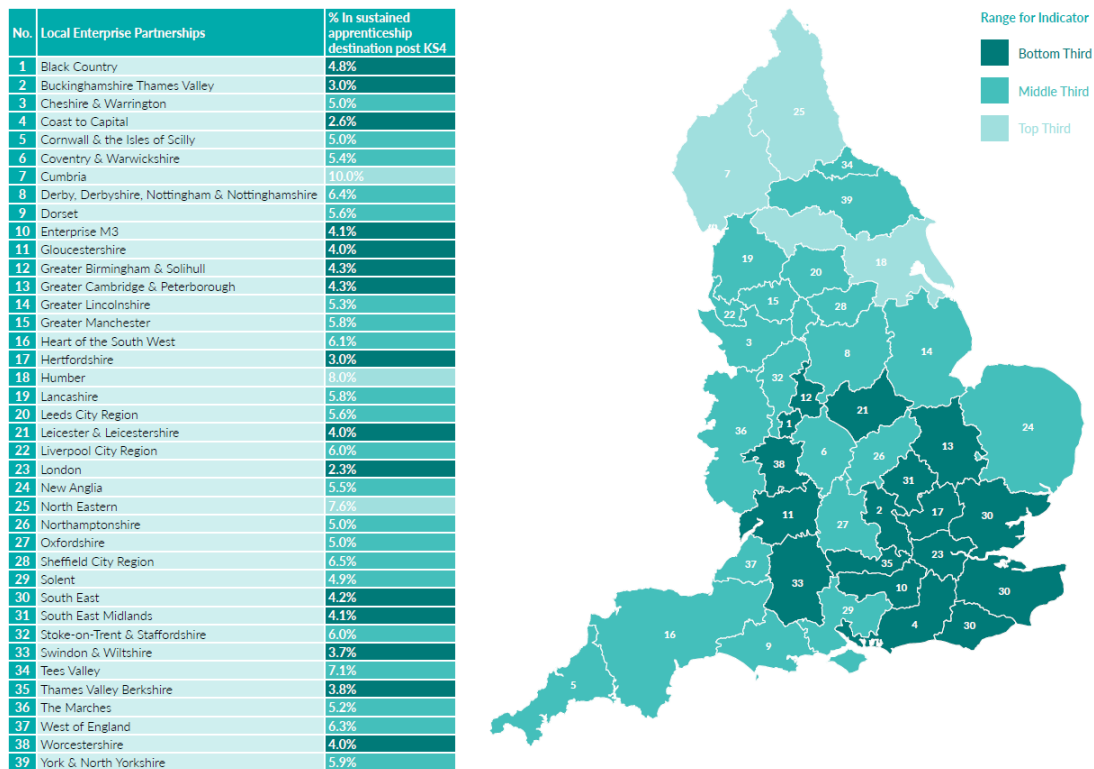 No. Local Enterprise Partnerships % In sustained
apprenticeship
destination post KS4
1 Black Country 4.8%
2 Buckinghamshire Thames Valley 3.0%
3 Cheshire & Warrington 5.0%
4 Coast to Capital 2.6%
5 Cornwall & the Isles of Scilly 5.0%
6 Coventry & Warwickshire 5.4%
7 Cumbria 10.0%
8 Derby, Derbyshire, Nottingham & Nottinghamshire 6.4%
9 Dorset 5.6%
10 Enterprise M3 4.1%
11 Gloucestershire 4.0%
12 Greater Birmingham & Solihull 4.3%
13 Greater Cambridge & Peterborough 4.3%
14 Greater Lincolnshire 5.3%
15 Greater Manchester 5.8%
16 Heart of the South West 6.1%
17 Hertfordshire 3.0%
18 Humber 8.0%
19 Lancashire 5.8%
20 Leeds City Region 5.6%
21 Leicester & Leicestershire 4.0%
22 Liverpool City Region 6.0%
23 London 2.3%
24 New Anglia 5.5%
25 North Eastern 7.6%
26 Northamptonshire 5.0%
27 Oxfordshire 5.0%
28 Sheffield City Region 6.5%
29 Solent 4.9%
30 South East 4.2%
31 South East Midlands 4.1%
32 Stoke-on-Trent & Staffordshire 6.0%
33 Swindon & Wiltshire 3.7%
34 Tees Valley 7.1%
35 Thames Valley Berkshire 3.8%
36 The Marches 5.2%
37 West of England 6.3%
38 Worcestershire 4.0%
39 York & North Yorkshire 5.9%
Range for Indicator
Bottom Third
Middle Third
Top Third
25
34
7
39
18
19
20
15
28
22
3
8
14
32
12
21
1
24
36
6
13
38
26
31
2
17
11
30
27
23
37
35
33
10
30
29
4
30
16
9
5